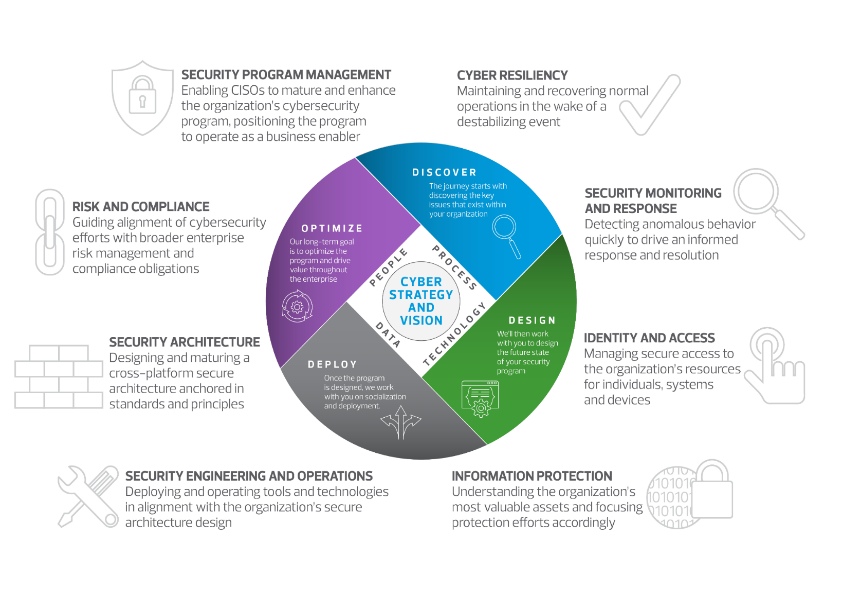 SECURITY PROGRAM MANAGEMENT
Enabling CISOs to mature and enhance
the organization's cybersecurity
program, positioning the program
to operate as a business enabler
CYBER RESILIENCY
Maintaining and recovering normal
operations in the wake of a
destabilizing event
RISK AND COMPLIANCE
Guiding alignment of cybersecurity
efforts with broader enterprise
risk management and
compliance obligations
SECURITY MONITORING
AND RESPONSE
Detecting anomalous behavior
quickly to drive an informed
response and resolution
DISCOVER
The journey starts with
discovering the key
issues that exist within
your organization
OPTIMIZE
Our long-term goal
is to optimize the
program and drive
value throughout
the enterprise
PEOPLE
PROCESS
CYBER
STRATEGY
AND
VISION
DATA
TECHNOLOGY
DESIGN
We'll then work
with you to design
the future state
of your security
program
DEPLOY
Once the program
is designed, we work
with you on socialization
and deployment.
SECURITY ARCHITECTURE
Designing and maturing a
cross-platform secure
architecture anchored in
standards and principles
IDENTITY AND ACCESS
Managing secure access to
the organization's resources
for individuals, systems
and devices
SECURITY ENGINEERING AND OPERATIONS
Deploying and operating tools and technologies
in alignment with the organization's secure
architecture design
INFORMATION PROTECTION
Understanding the organization's
most valuable assets and focusing
protection efforts accordingly